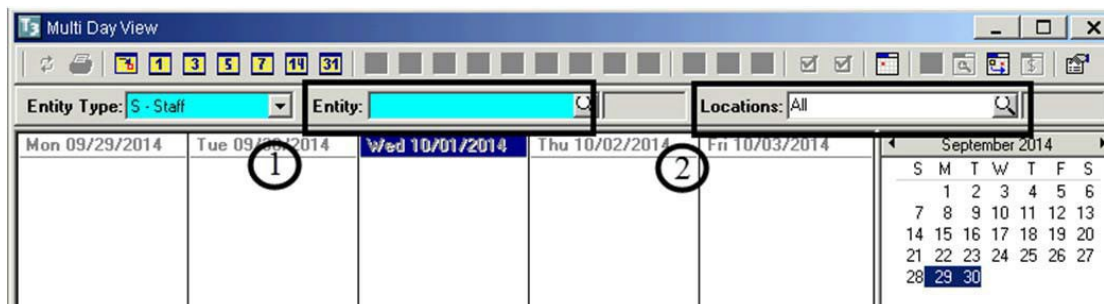 T3 Multi Day View
1 3 5 7 14 31 $
Entity Type: S - Staff Entity: Locations: All
Mon 09/29/2014 Tue 09/30/2014 Wed 10/01/2014 Thu 10/02/2014 Fri 10/03/2014 September 2014
1 2
S M T W T F S
1 2 3 4 5 6
7 8 9 10 11 12 13
14 15 16 17 18 19 20
21 22 23 24 25 26 27
28 29 30